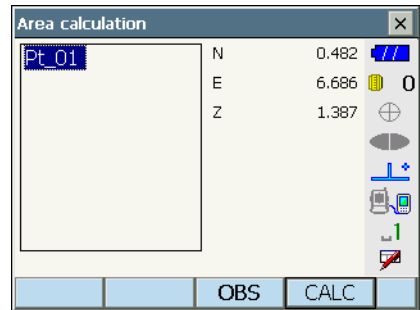 Area calculation
Pt_01 N 0.482
E 6.686 0
Z 1.387
1
OBS CALC